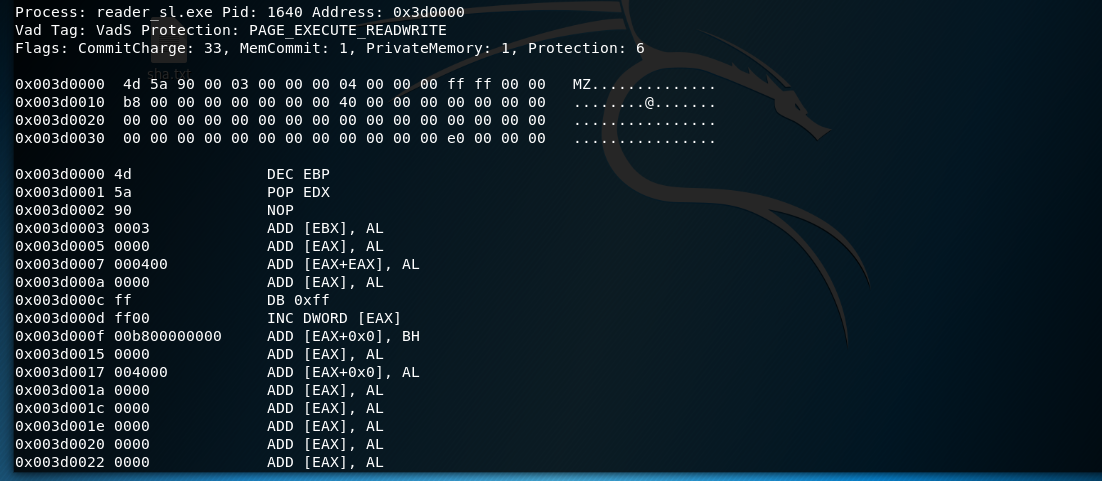 Process: reader_sl.exe Pid: 1640 Address: 0x3d0000
Vad Tag: VadS Protection: PAGE_EXECUTE_READWRITE
Flags: CommitCharge: 33, MemCommit: 1, PrivateMemory: 1, Protection: 6
sha.txt
0x003d0000  4d 5a 90 00 03 00 00 00 04 00 00 00 ff ff 00 00   MZ..............
0x003d0010  b8 00 00 00 00 00 00 00 40 00 00 00 00 00 00 00   ........@.......
0x003d0020  00 00 00 00 00 00 00 00 00 00 00 00 00 00 00 00   ................
0x003d0030  00 00 00 00 00 00 00 00 00 00 00 00 e0 00 00 00   ................
0x003d0000 4d               DEC EBP
0x003d0001 5a               POP EDX
0x003d0002 90               NOP
0x003d0003 0003             ADD [EBX], AL
0x003d0005 0000             ADD [EAX], AL
0x003d0007 000400           ADD [EAX+EAX], AL
0x003d000a 0000             ADD [EAX], AL
0x003d000c ff               DB 0xff
0x003d000d ff00             INC DWORD [EAX]
0x003d000f 00b800000000     ADD [EAX+0x0], BH
0x003d0015 0000             ADD [EAX], AL
0x003d0017 004000           ADD [EAX+0x0], AL
0x003d001a 0000             ADD [EAX], AL
0x003d001c 0000             ADD [EAX], AL
0x003d001e 0000             ADD [EAX], AL
0x003d0020 0000             ADD [EAX], AL
0x003d0022 0000             ADD [EAX], AL